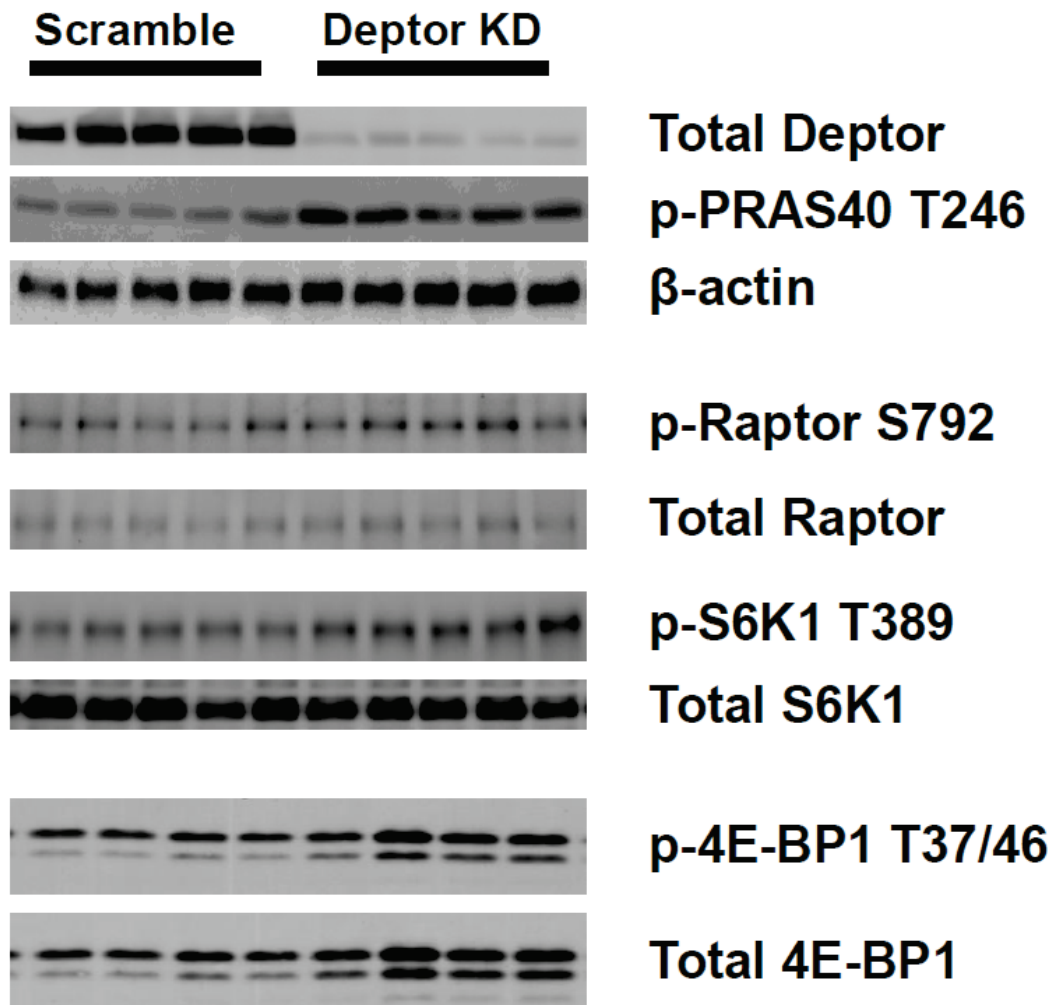 Scramble Deptor KD
Total Deptor
p-PRAS40 T246
β-actin
p-Raptor S792
Total Raptor
p-S6K1 T389
Total S6K1
p-4E-BP1 T37/46
Total 4E-BP1